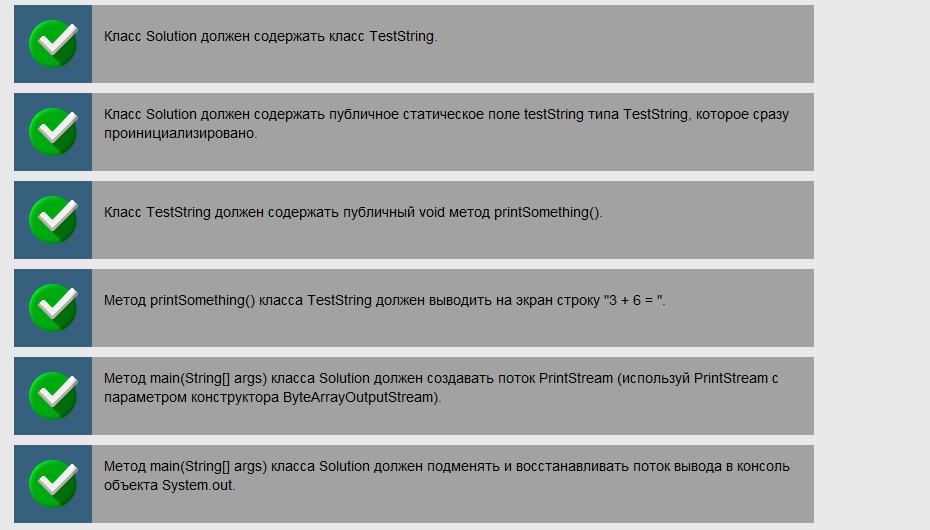 Класс Solution должен содержать класс TestString.
Класс Solution должен содержать публичное статическое поле testString типа TestString, которое сразу
проинициализировано.
Класс TestString должен содержать публичный void метод printSomething().
Метод printSomething() класса TestString должен выводить на экран строку "3 + 6 = ".
Метод main(String[] args) класса Solution должен создавать поток PrintStream (используй PrintStream c
параметром конструктора ByteArrayOutputStream).
Метод main(String[] args) класса Solution должен подменять и восстанавливать поток вывода в консоль
объекта System.out.